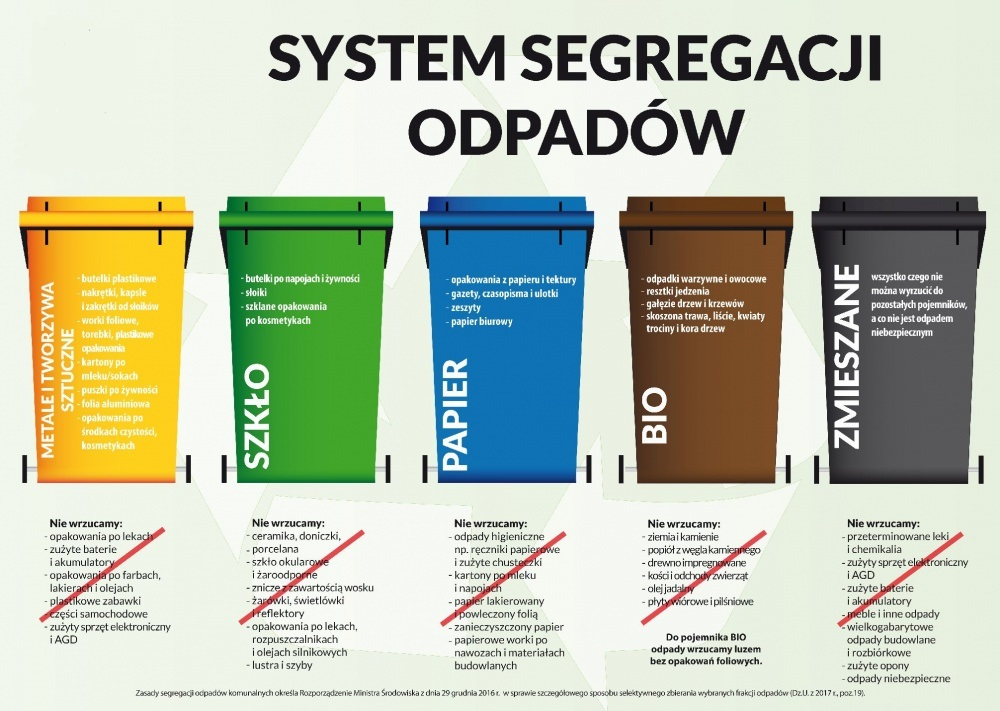 SYSTEM SEGREGACJI
ODPADÓW
METALE I TWORZYWA
SZTUCZNE
- butelki plastikowe
- nakrętki, kapsle
i zakrętki od słoików
- worki foliowe,
torebki, plastikowe
opakowania
- kartony po
mleku/sokach
puszki po żywności
- folia aluminiowa
- opakowania po
środkach czystości,
kosmetykach
SZKŁO
- butelki po napojach i żywności
- słoiki
- szklane opakowania
po kosmetykach
PAPIER
- opakowania z papieru i tektury
- gazety, czasopisma i ulotki
- zeszyty
- papier biurowy
BIO
- odpadki warzywne i owocowe
- resztki jedzenia
- gałęzie drzew i krzewów
- skoszona trawa, liście, kwiaty
trociny i kora drzew
ZMIESZANE
wszystko czego nie
można wyrzucić do
pozostałych pojemników,
a co nie jest odpadem
niebezpiecznym
Nie wrzucamy:
- opakowania po lekach
- zużyte baterie
i akumulatory
- opakowania po farbach,
lakierach i olejach
- plastikowe zabawki
- części samochodowe
- zużyty sprzęt elektroniczny
i AGD
Nie wrzucamy:
- ceramika, doniczki,
- porcelana
- szkło okularowe
i żaroodporne
- znicze z zawartością wosku
- żarówki, świetlówki
i reflektory
- opakowania po lekach,
rozpuszczalnikach
i olejach silnikowych
- lustra i szyby
Nie wrzucamy:
- odpady higieniczne
np. ręczniki papierowe
i zużyte chusteczki
- kartony po mleku
i napojach
- papier lakierowany
i powleczony folią
- zanieczyszczony papier
- papierowe worki po
nawozach i materiałach
budowlanych
Nie wrzucamy:
- ziemia i kamienie
- popiół z węgla kamiennego
- drewno impregnowane
- kości i odchody zwierząt
- olej jadalny
- płyty wiórowe i pilśniowe
Do pojemnika BIO
odpady wrzucamy luzem
bez opakowań foliowych.
Nie wrzucamy:
- przeterminowane leki
i chemikalia
- zużyty sprzęt elektroniczny
i AGD
- zużyte baterie
i akumulatory
- meble i inne odpady
- wielkogabarytowe
odpady budowlane
i rozbiórkowe
- zużyte opony
- odpady niebezpieczne
Zasady segregacji odpadów komunalnych określa Rozporządzenie Ministra Środowiska z dnia 29 grudnia 2016 r. w sprawie szczegółowego sposobu selektywnego zbierania wybranych frakcji odpadów (Dz.U. z 2017 r., poz.19).